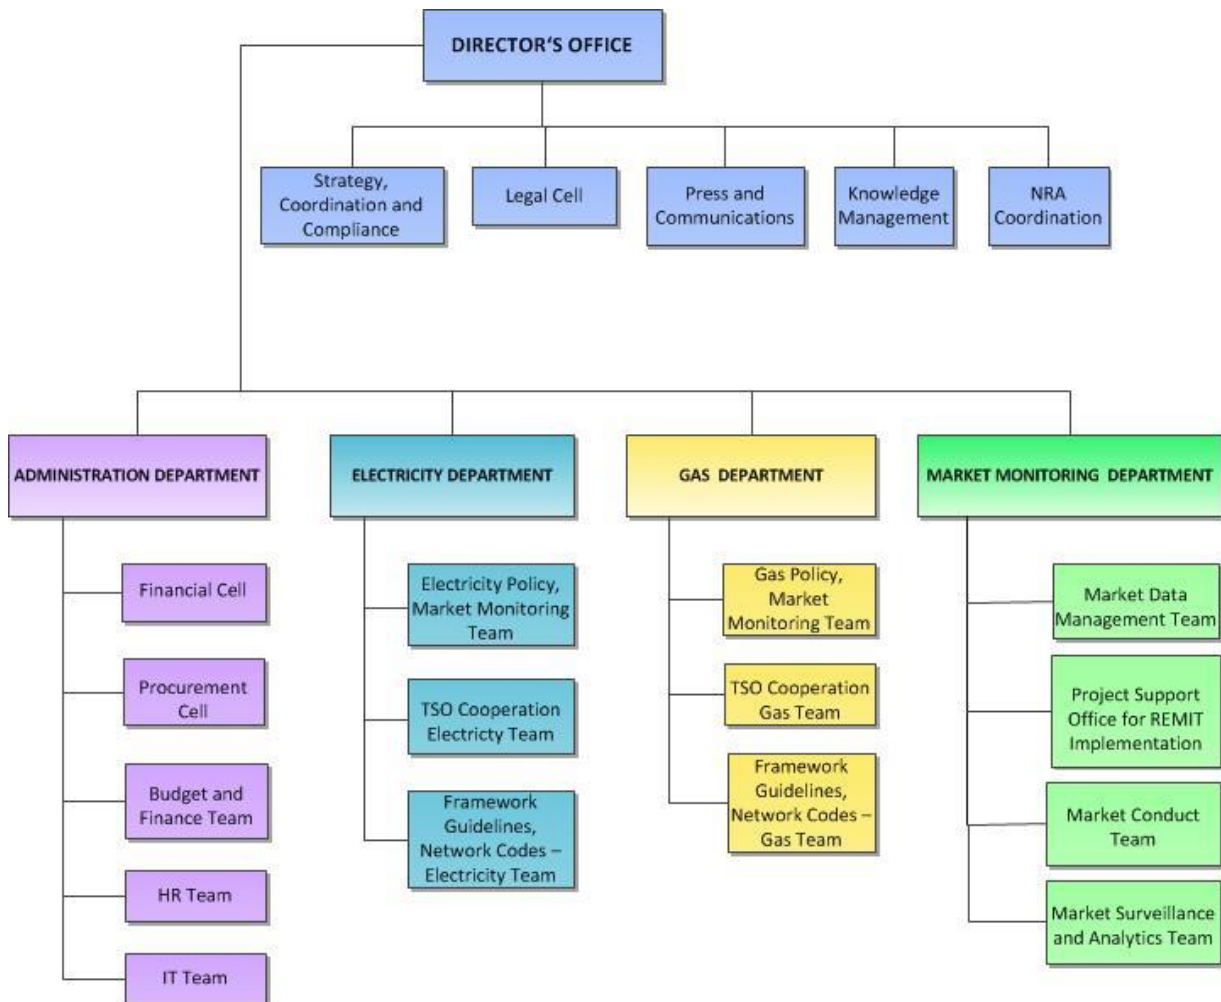 DIRECTOR‘S OFFICE
Strategy,
Coordination and
Compliance
Legal Cell
Press and
Communications
Knowledge
Management
NRA
Coordination
ADMINISTRATION DEPARTMENT
Financial Cell
Procurement
Cell
Budget and
Finance Team
HR Team
IT Team
ELECTRICITY DEPARTMENT
Electricity Policy,
Market Monitoring
Team
TSO Cooperation
Electricty Team
Framework
Guidelines,
Network Codes –
Electricity Team
GAS DEPARTMENT
Gas Policy,
Market
Monitoring Team
TSO Cooperation
Gas Team
Framework
Guidelines,
Network Codes –
Gas Team
MARKET MONITORING DEPARTMENT
Market Data
Management Team
Project Support
Office for REMIT
Implementation
Market Conduct
Team
Market Surveillance
and Analytics Team